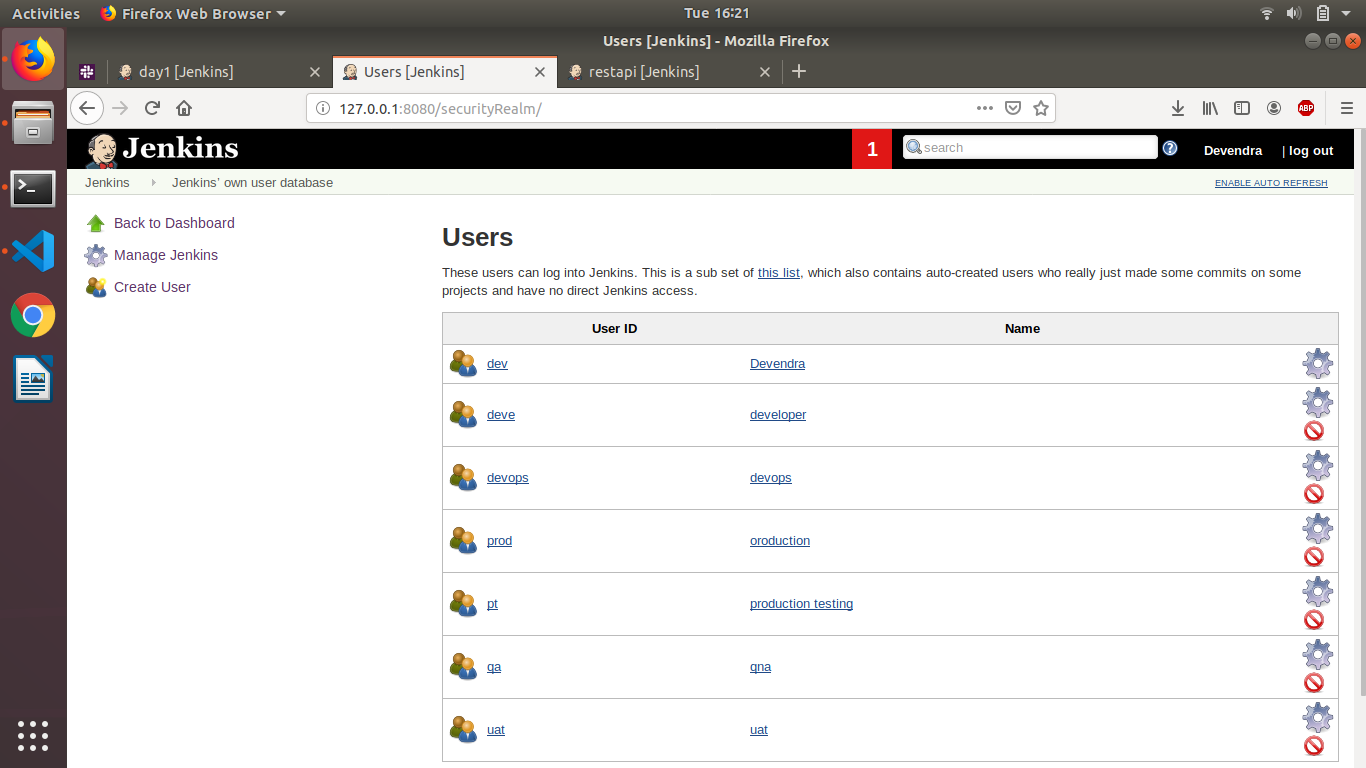 Activities Firefox Web Browser Tue 16:21
Users [Jenkins] - Mozilla Firefox
day1 [Jenkins] Users [Jenkins] restapi [Jenkins]
127.0.0.1:8080/securityRealm/
ABP
Jenkins 1 search Devendra | log out
Jenkins Jenkins' own user database ENABLE AUTO REFRESH
Back to Dashboard
Manage Jenkins
Create User
Users
These users can log into Jenkins. This is a sub set of this list, which also contains auto-created users who really just made some commits on some
projects and have no direct Jenkins access.
User ID Name
dev Devendra
deve developer
devops devops
prod oroduction
pt production testing
qa qna
uat uat